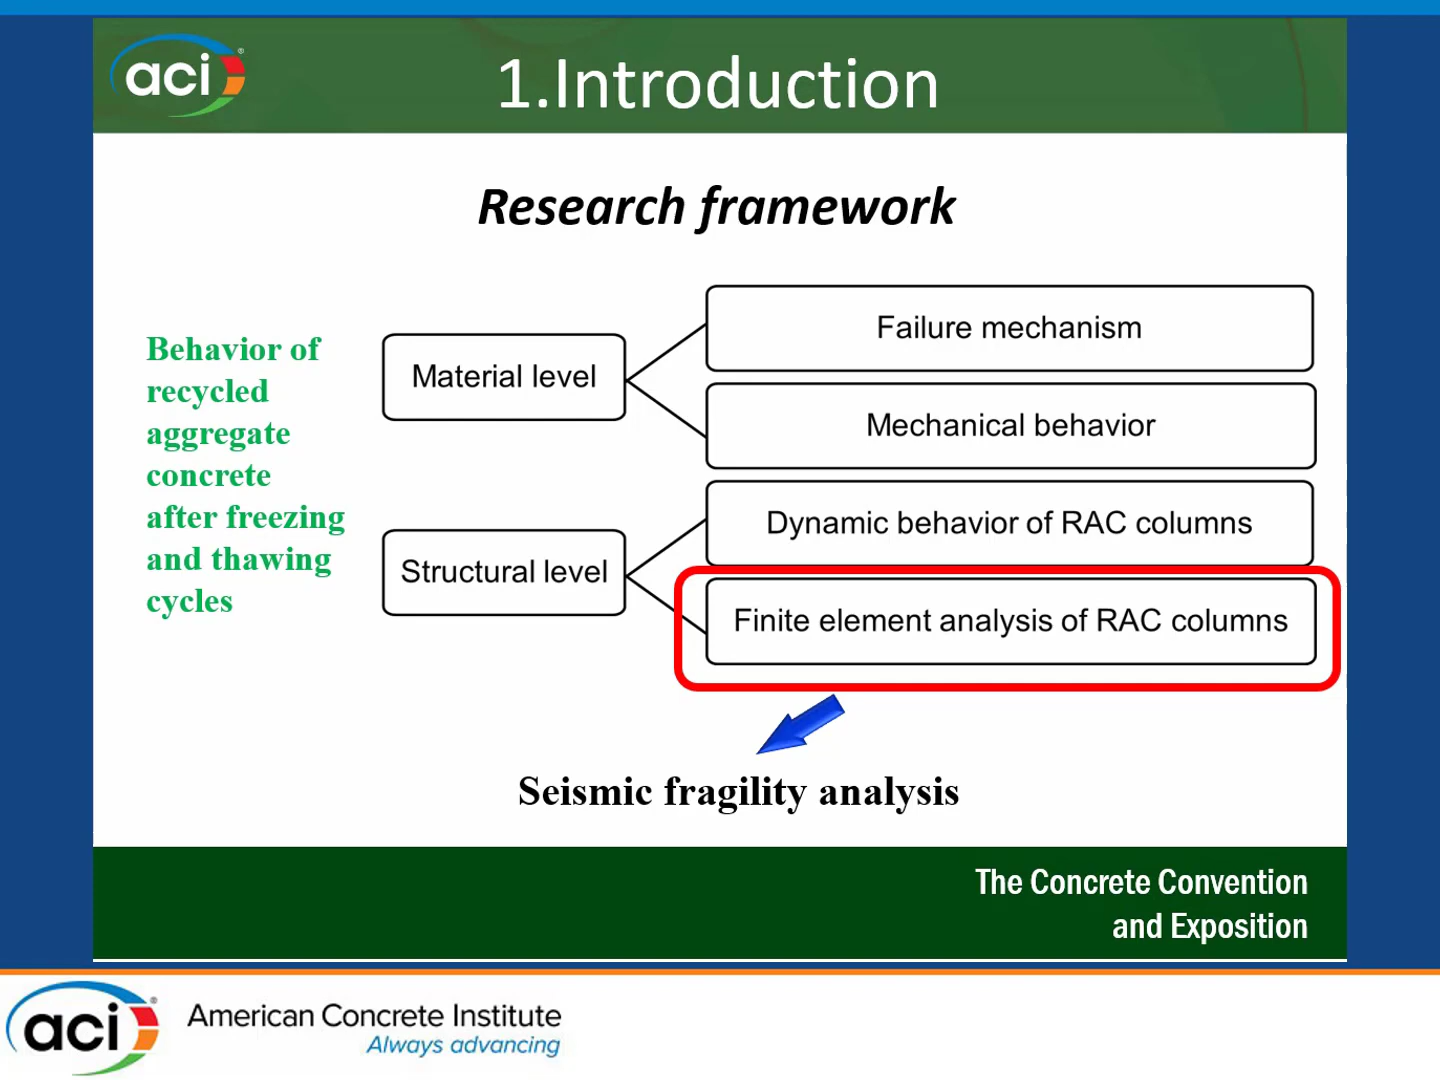 aci®
1.Introduction
Research framework
Behavior of
recycled
aggregate
concrete
after freezing
and thawing
cycles
Material level
Failure mechanism
Mechanical behavior
Structural level
Dynamic behavior of RAC columns
Finite element analysis of RAC columns
Seismic fragility analysis
The Concrete Convention
and Exposition
aci®
American Concrete Institute
Always advancing